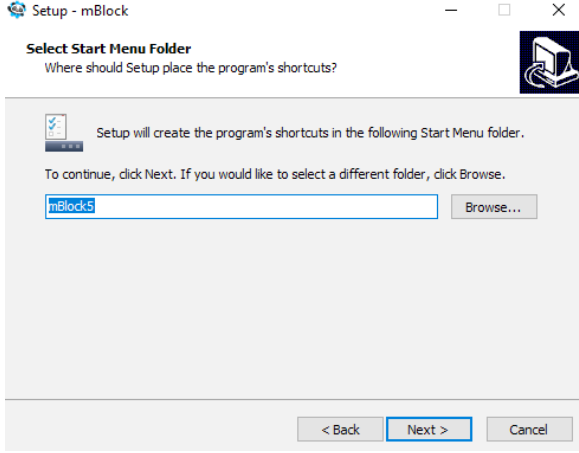 Setup - mBlock
Select Start Menu Folder
Where should Setup place the program's shortcuts?
Setup will create the program's shortcuts in the following Start Menu folder.
To continue, click Next. If you would like to select a different folder, click Browse.
mBlock5
Browse...
< Back
Next >
Cancel